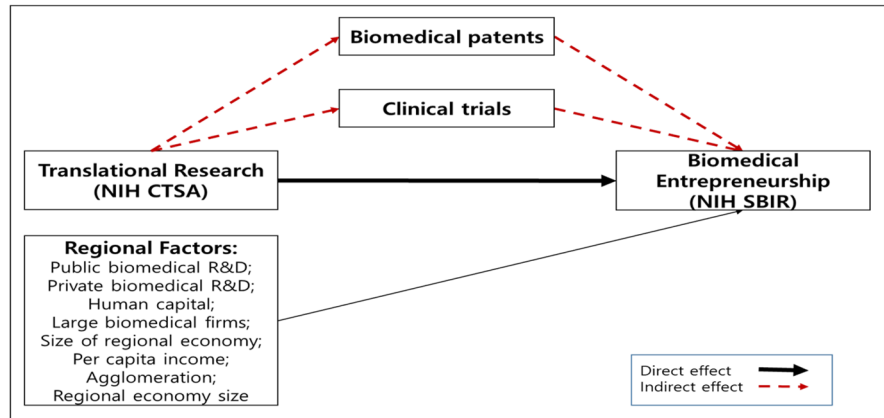 Biomedical patents
Clinical trials
Translational Research
(NIH CTSA)
Biomedical
Entrepreneurship
(NIH SBIR)
Regional Factors:
Public biomedical R&D;
Private biomedical R&D;
Human capital;
Large biomedical firms;
Size of regional economy;
Per capita income;
Agglomeration;
Regional economy size
Direct effect
Indirect effect